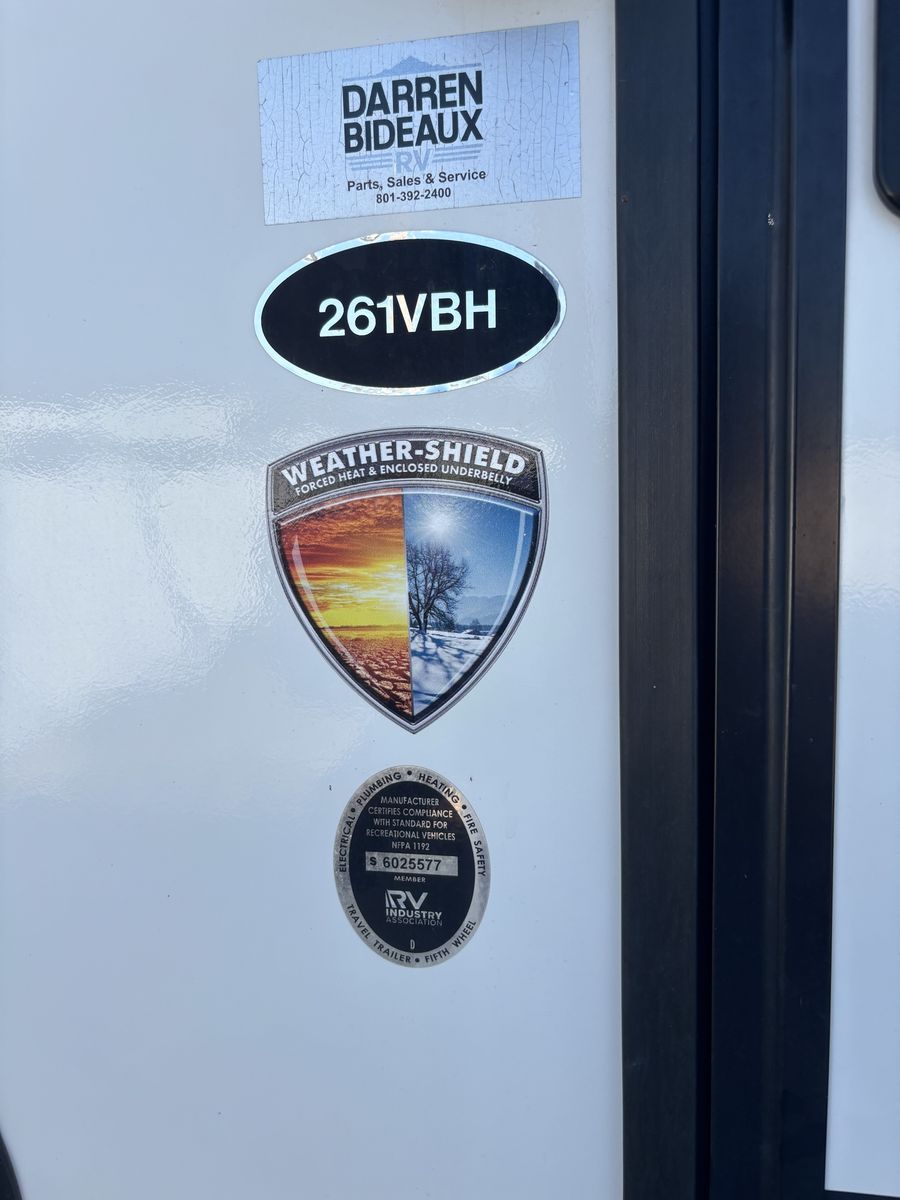 DARREN
BIDEAUX
RV
Parts, Sales & Service
801-392-2400
261VBH
WEATHER-SHIELD
FORCED HEAT & ENCLOSED UNDERBELLY
ELECTRICAL • PLUMBING • HEATING • FIRE SAFETY
MANUFACTURER
CERTIFIES COMPLIANCE
WITH STANDARD FOR
RECREATIONAL VEHICLES
NFPA 1192
S 6025577
MEMBER
RV
INDUSTRY
ASSOCIATION
D
TRAVEL TRAILER • FIFTH WHEEL